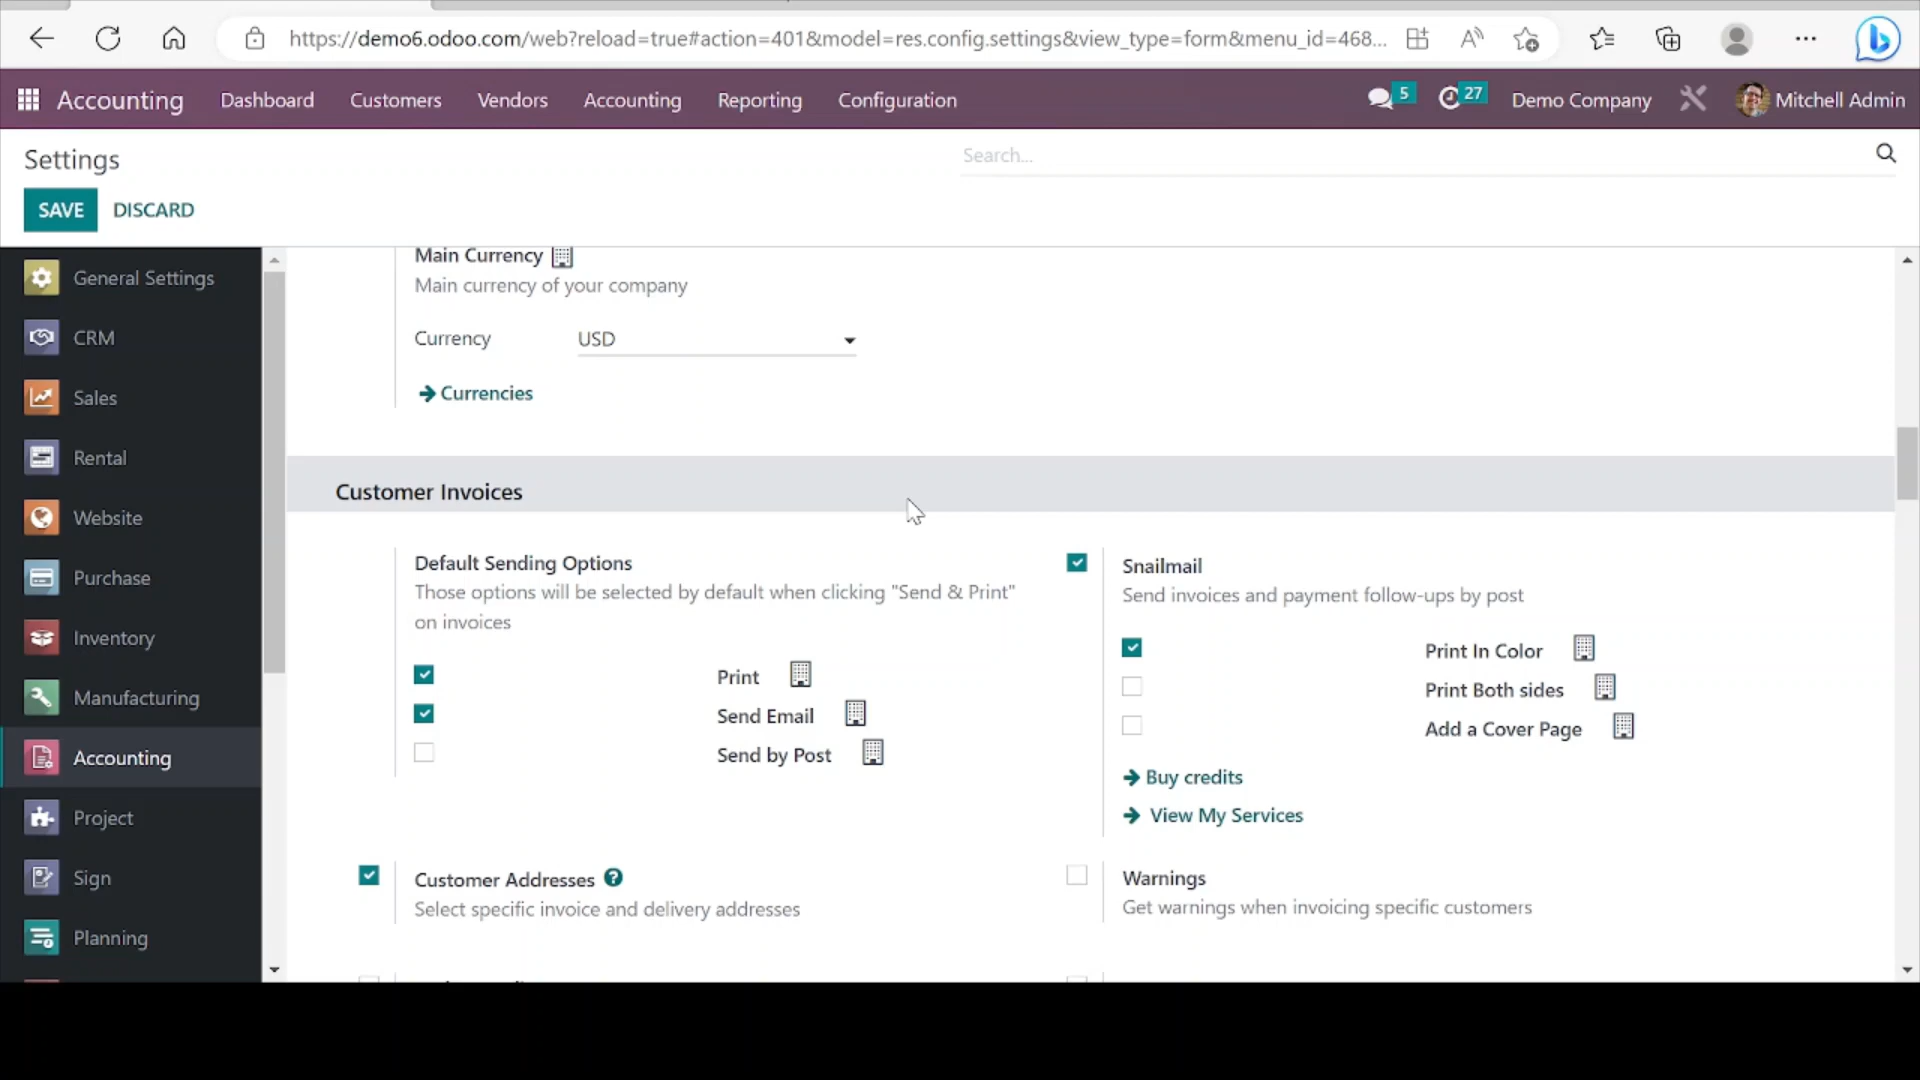 https://demo6.odoo.com/web?reload=true#action=401&model=res.config.settings&view_type=form&menu_id=468...
Accounting Dashboard Customers Vendors Accounting Reporting Configuration 5 27 Demo Company Mitchell Admin
Settings Search...
SAVE DISCARD
General Settings
CRM
Sales
Rental
Website
Purchase
Inventory
Manufacturing
Accounting
Project
Sign
Planning
Main Currency
Main currency of your company
Currency USD
Currencies
Customer Invoices
Default Sending Options
Those options will be selected by default when clicking "Send & Print"
on invoices
Print
Send Email
Send by Post
Snailmail
Send invoices and payment follow-ups by post
Print In Color
Print Both sides
Add a Cover Page
Buy credits
View My Services
Customer Addresses ?
Select specific invoice and delivery addresses
Warnings
Get warnings when invoicing specific customers